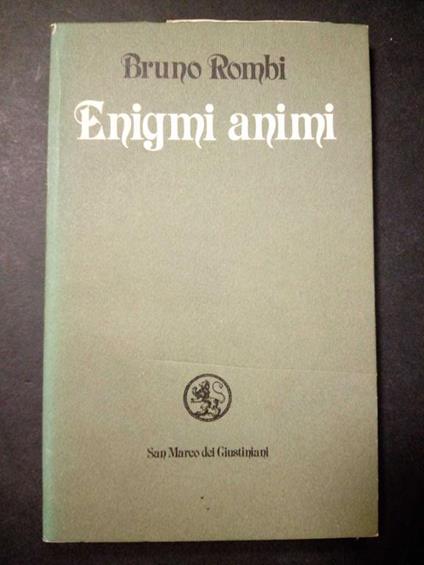 Bruno Rombi
Enigmi animi
San Marco dei Giustiniani